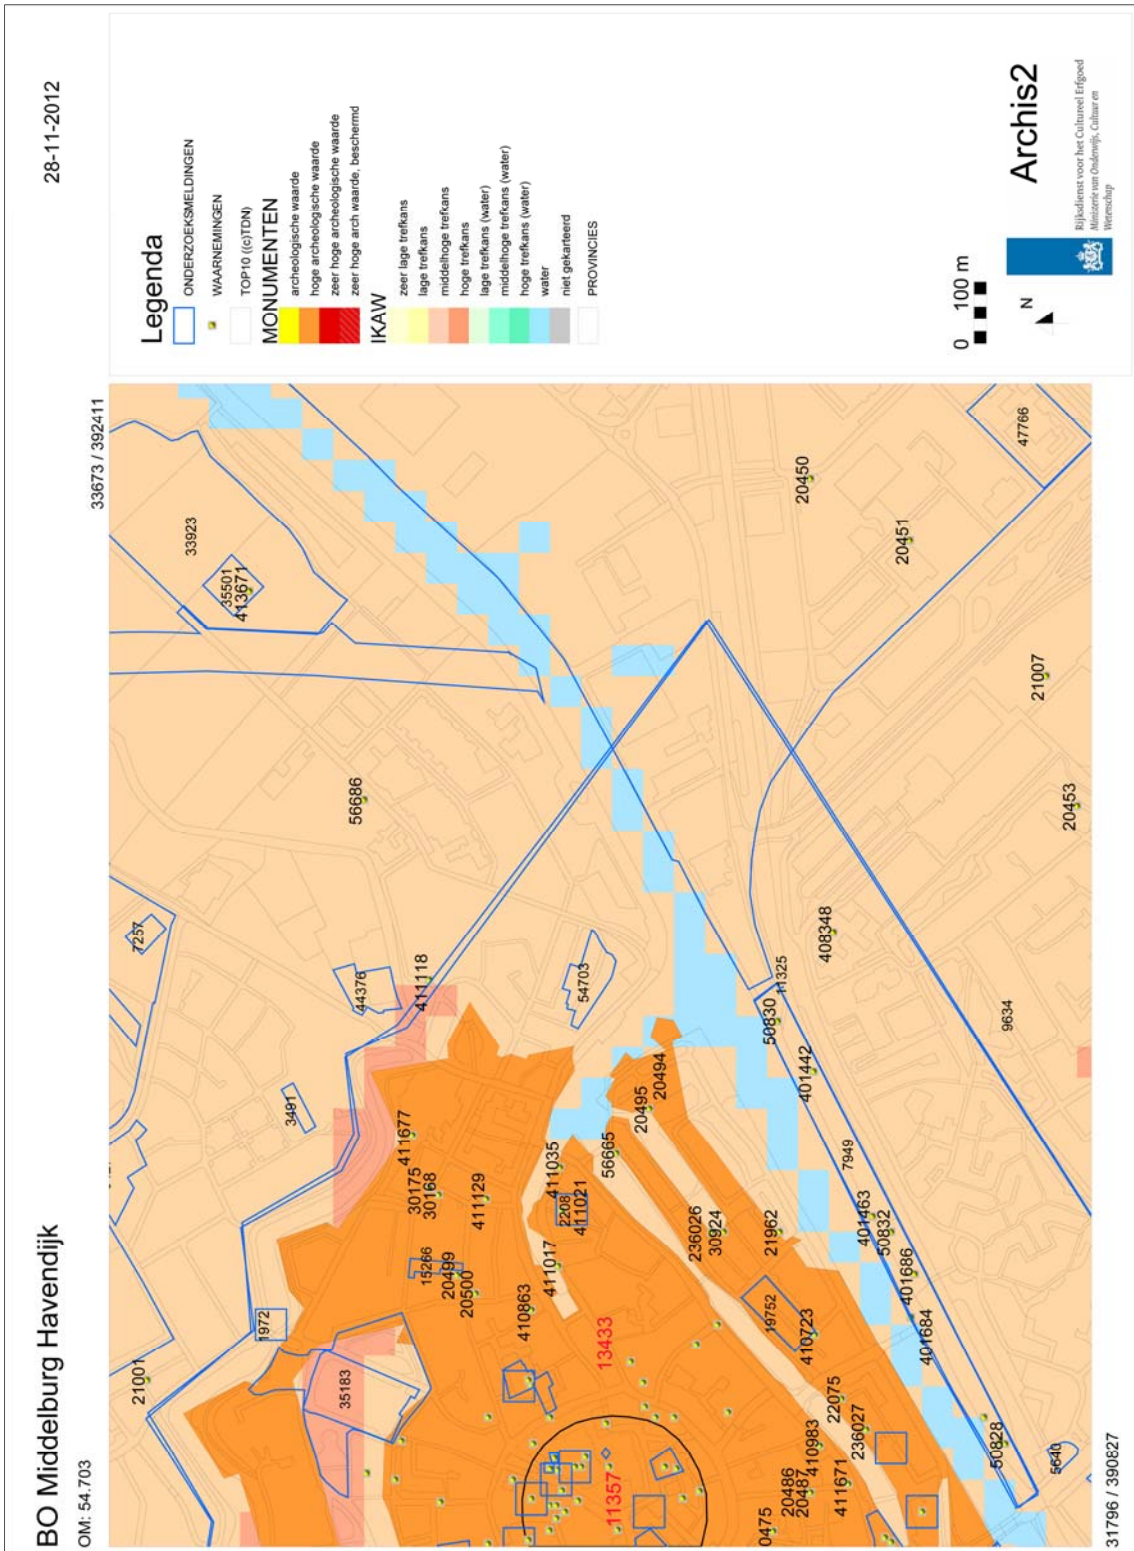 BO Middelburg Havendijk
28-11-2012
OM: 54.703
33673 / 392411
31796 / 390827
Legenda
ONDERZOEKSMELDINGEN
WAARNEMINGEN
TOP10 ((c)TDN)
MONUMENTEN
archeologische waarde
hoge archeologische waarde
zeer hoge archeologische waarde
zeer hoge arch waarde, beschermd
IKAW
zeer lage trefkans
lage trefkans
middelhoge trefkans
hoge trefkans
lage trefkans (water)
middelhoge trefkans (water)
hoge trefkans (water)
water
niet gekarteerd
PROVINCIES
0 100 m
N
Archis2
Rijksdienst voor het Cultureel Erfgoed
Ministerie van Onderwijs, Cultuur en
Wetenschap
33923
35501
413671
56686
7257
44376
411118
54703
3491
411677
30175
30168
411129
15266
20499
20500
410863
411017
411035
2208
411021
56665
20495
20494
236026
30924
21962
19752
410723
22075
236027
410983
20486
20487
411671
0475
13433
11357
35183
1972
21001
20450
20451
47766
21007
20453
408348
11325
50830
401442
9634
7949
401463
50832
401686
401684
50828
5640